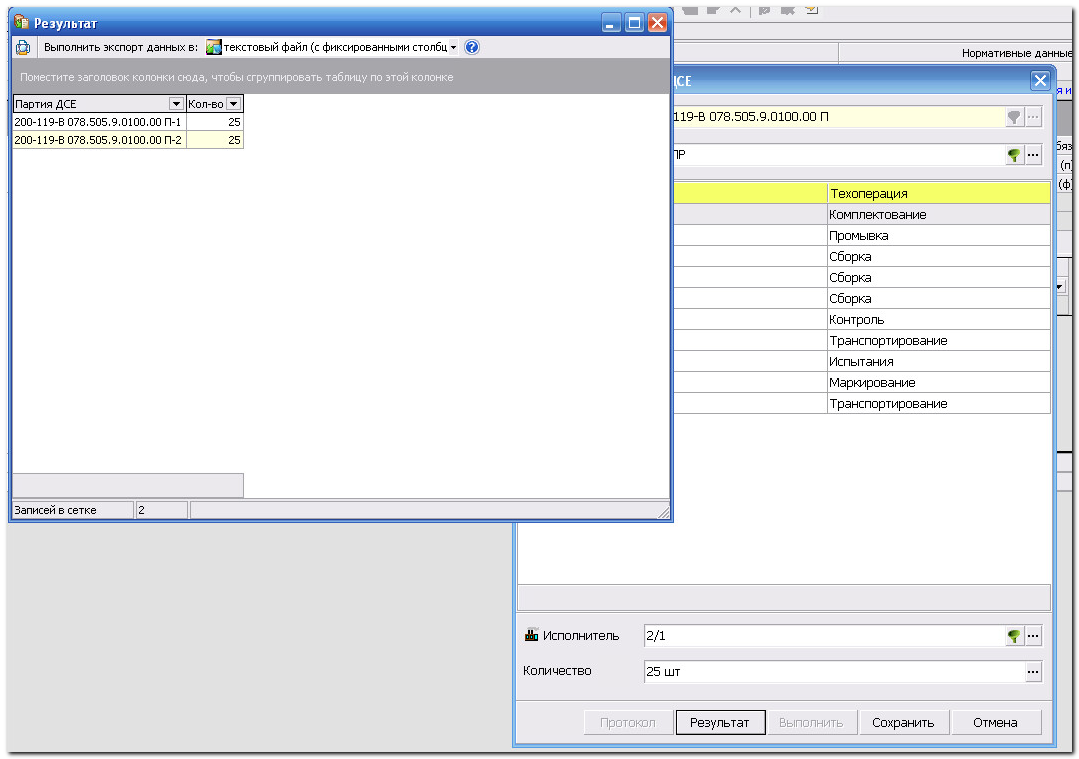 Результат
Выполнить экспорт данных в: текстовый файл (с фиксированными столбц
Поместите заголовок колонки сюда, чтобы сгруппировать таблицу по этой колонке
Партия ДСЕ Кол-во
200-119-В 078.505.9.0100.00 П-1 25
200-119-В 078.505.9.0100.00 П-2 25
Записей в сетке 2
Нормативные данные
ДСЕ
119-В 078.505.9.0100.00 П
ПР
Техоперация
Комплектование
Промывка
Сборка
Сборка
Сборка
Контроль
Транспортирование
Испытания
Маркирование
Транспортирование
Исполнитель 2/1
Количество 25 шт
Протокол Результат Выполнить Сохранить Отмена
я и
бяз
(п)
(ф)